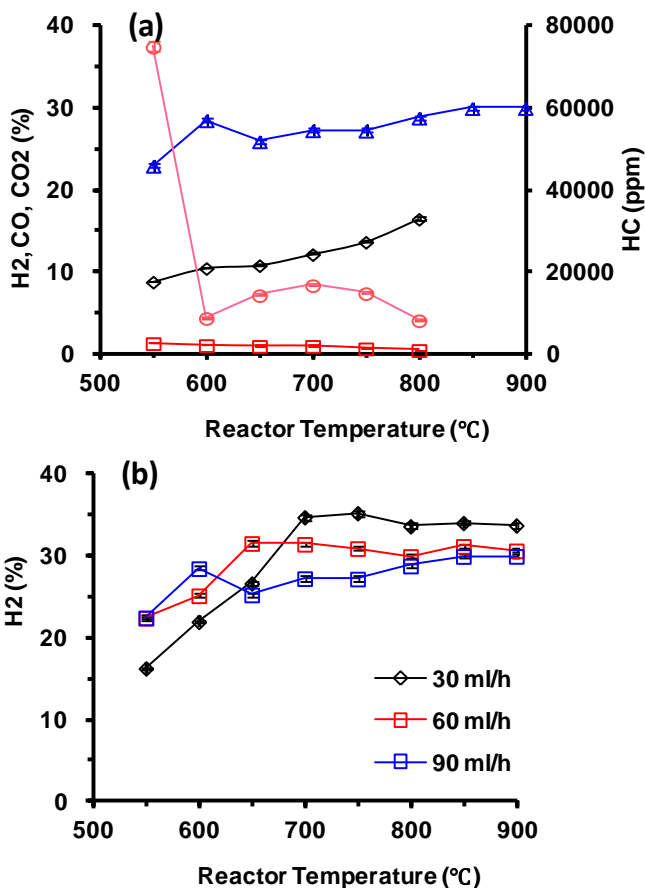 (a)
40
30
20
10
0
H2, CO, CO2 (%)
80000
60000
40000
20000
0
HC (ppm)
500 600 700 800 900
Reactor Temperature (℃)
(b)
40
30
20
10
0
H2 (%)
30 ml/h
60 ml/h
90 ml/h
500 600 700 800 900
Reactor Temperature (℃)